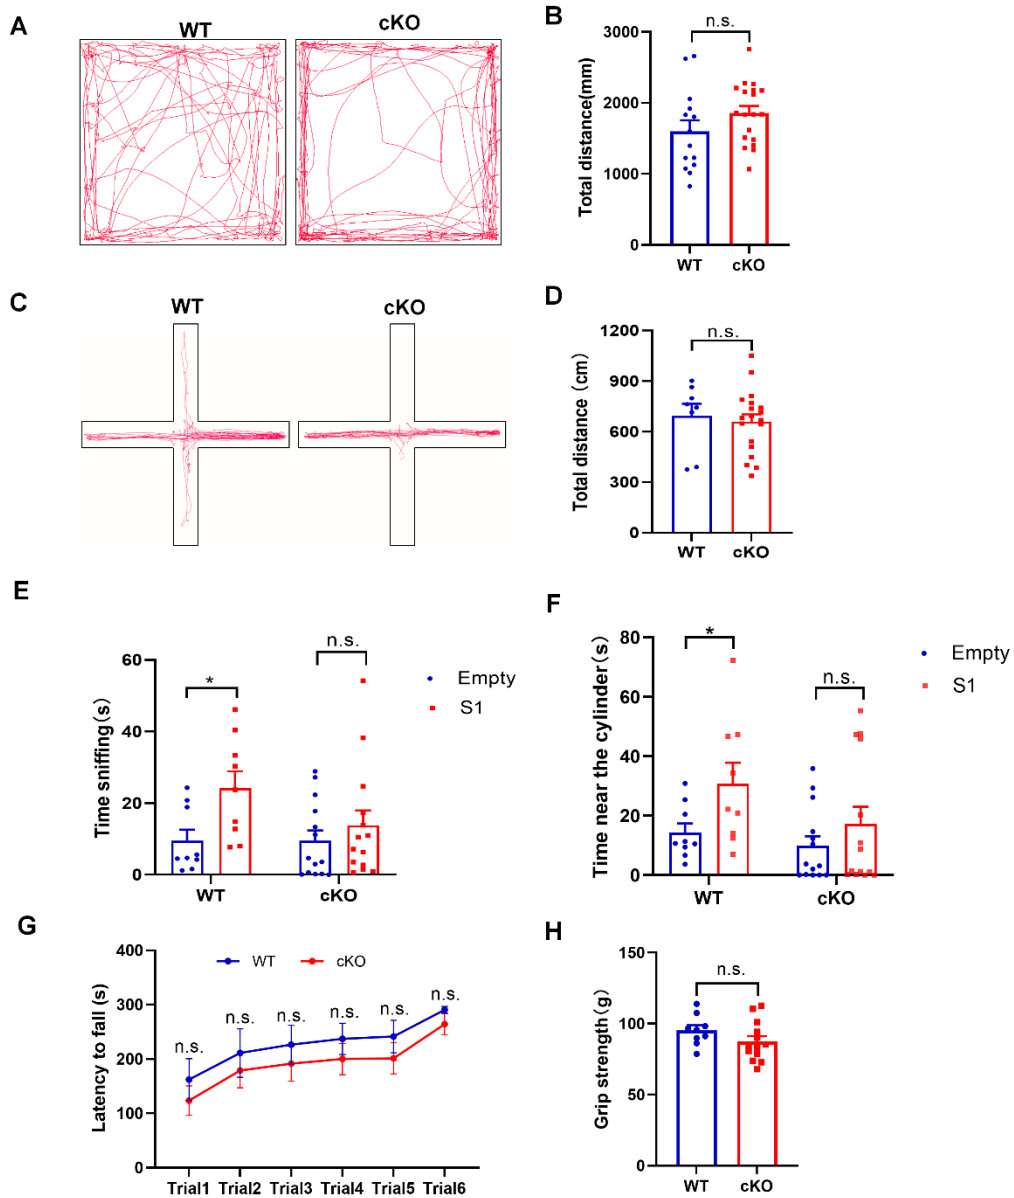 A
WT
cKO
B
n.s.
Total distance(mm)
3000
2000
1000
0
WT
cKO
C
WT
cKO
D
n.s.
Total distance (cm)
1200
900
600
300
0
WT
cKO
E
n.s.
*
Empty
S1
Time sniffing(s)
60
40
20
0
WT
cKO
F
*
n.s.
Empty
S1
Time near the cylinder(s)
80
60
40
20
0
WT
cKO
G
WT
cKO
Latency to fall (s)
400
300
200
100
0
n.s.
n.s.
n.s.
n.s.
n.s.
n.s.
Trial1 Trial2 Trial3 Trial4 Trial5 Trial6
H
n.s.
Grip strength(g)
150
100
50
0
WT
cKO